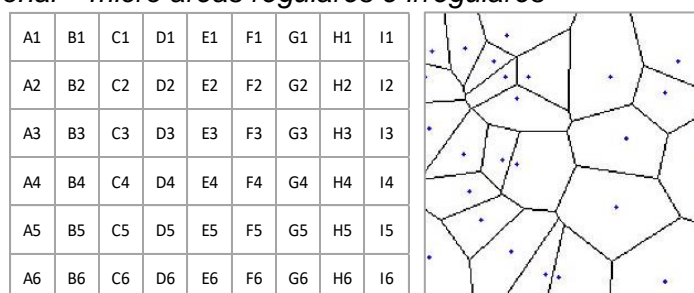 micro áreas regulares e irregulares
A1 B1 C1 D1 E1 F1 G1 H1 I1
A2 B2 C2 D2 E2 F2 G2 H2 I2
A3 B3 C3 D3 E3 F3 G3 H3 I3
A4 B4 C4 D4 E4 F4 G4 H4 I4
A5 B5 C5 D5 E5 F5 G5 H5 I5
A6 B6 C6 D6 E6 F6 G6 H6 I6